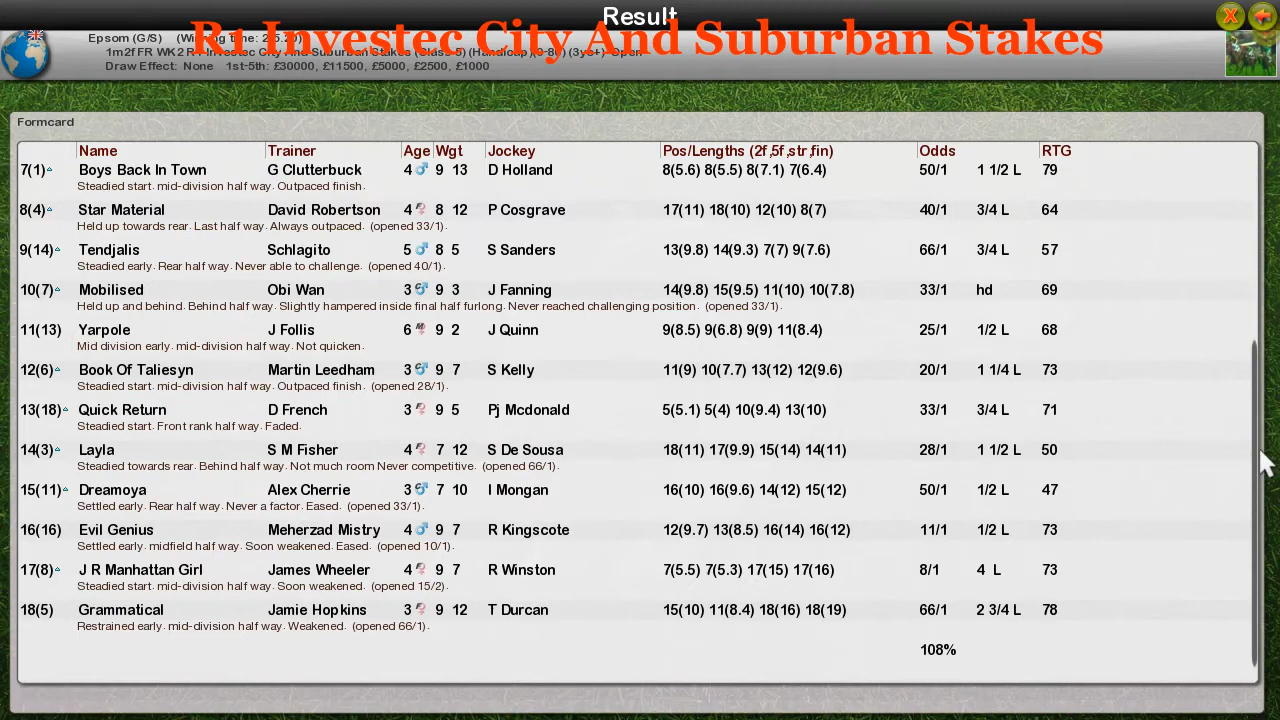 Result
R1 Investec City And Suburban Stakes
Epsom (G/S) (Winning time:
1m2f FR WK2 R1 Investec City And Suburban Stakes (Class 5) (Handicap) (0-80) (3yo+) Open
Draw Effect: None 1st-5th: £30000, £11500, £5000, £2500, £1000
Formcard
Name Trainer Age Wgt Jockey Pos/Lengths (2f,5f,str,fin) Odds RTG
7(1) Boys Back In Town G Clutterbuck 4 9 13 D Holland 8(5.6) 8(5.5) 8(7.1) 7(6.4) 50/1 1 1/2 L 79
Steadied start. mid-division half way. Outpaced finish.
8(4) Star Material David Robertson 4 8 12 P Cosgrave 17(11) 18(10) 12(10) 8(7) 40/1 3/4 L 64
Held up towards rear. Last half way. Always outpaced. (opened 33/1).
9(14) Tendjalis Schlagito 5 8 5 S Sanders 13(9.8) 14(9.3) 7(7) 9(7.6) 66/1 3/4 L 57
Steadied early. Rear half way. Never able to challenge. (opened 40/1).
10(7) Mobilised Obi Wan 3 9 3 J Fanning 14(9.8) 15(9.5) 11(10) 10(7.8) 33/1 hd 69
Held up and behind. Behind half way. Slightly hampered inside final half furlong. Never reached challenging position. (opened 33/1).
11(13) Yarpole J Follis 6 9 2 J Quinn 9(8.5) 9(6.8) 9(9) 11(8.4) 25/1 1/2 L 68
Mid division early. mid-division half way. Not quicken.
12(6) Book Of Taliesyn Martin Leedham 3 9 7 S Kelly 11(9) 10(7.7) 13(12) 12(9.6) 20/1 1 1/4 L 73
Steadied start. mid-division half way. Outpaced finish. (opened 28/1).
13(18) Quick Return D French 3 9 5 Pj Mcdonald 5(5.1) 5(4) 10(9.4) 13(10) 33/1 3/4 L 71
Steadied start. Front rank half way. Faded.
14(3) Layla S M Fisher 4 7 12 S De Sousa 18(11) 17(9.9) 15(14) 14(11) 28/1 1 1/2 L 50
Steadied towards rear. Behind half way. Not much room Never competitive. (opened 66/1).
15(11) Dreamoya Alex Cherrie 3 7 10 I Mongan 16(10) 16(9.6) 14(12) 15(12) 50/1 1/2 L 47
Settled early. Rear half way. Never a factor. Eased. (opened 33/1).
16(16) Evil Genius Meherzad Mistry 4 9 7 R Kingscote 12(9.7) 13(8.5) 16(14) 16(12) 11/1 1/2 L 73
Settled early. midfield half way. Soon weakened. Eased. (opened 10/1).
17(8) J R Manhattan Girl James Wheeler 4 9 7 R Winston 7(5.5) 7(5.3) 17(15) 17(16) 8/1 4 L 73
Steadied start. mid-division half way. Soon weakened. (opened 15/2).
18(5) Grammatical Jamie Hopkins 3 9 12 T Durcan 15(10) 11(8.4) 18(16) 18(19) 66/1 2 3/4 L 78
Restrained early. mid-division half way. Weakened. (opened 66/1).
108%